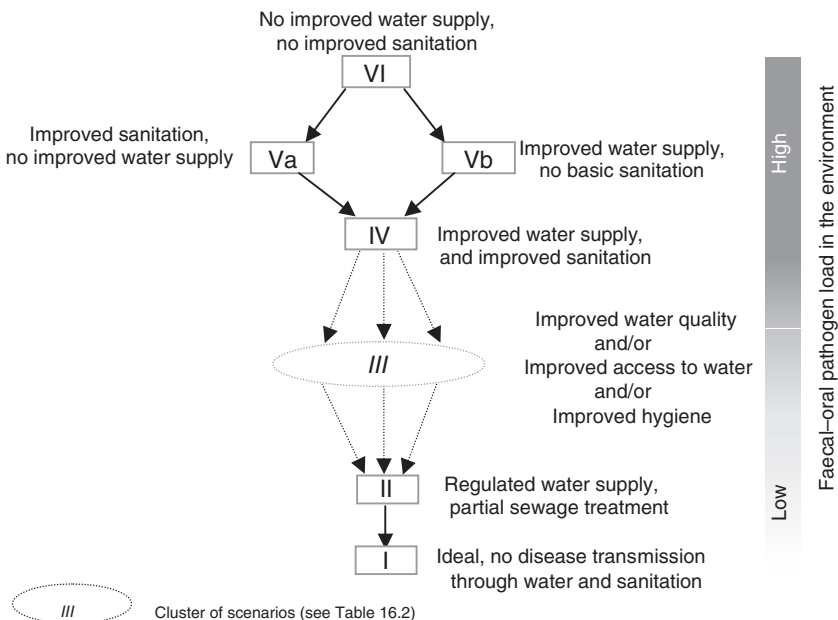 No improved water supply,
no improved sanitation
VI
Improved sanitation,
no improved water supply
Va
Vb
Improved water supply,
no basic sanitation
IV
Improved water supply,
and improved sanitation
III
Improved water quality
and/or
Improved access to water
and/or
Improved hygiene
II
Regulated water supply,
partial sewage treatment
I
Ideal, no disease transmission
through water and sanitation
High
Low
Faecal–oral pathogen load in the environment
III
Cluster of scenarios (see Table 16.2)